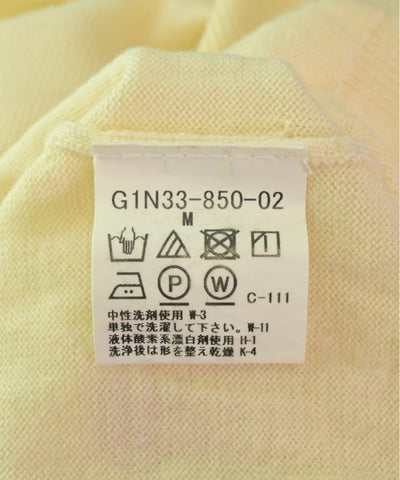 G1N33-850-02
M
P W C-111
中性洗剤使用 W-3
単独で洗濯して下さい。W-11
液体酸素系漂白剤使用 H-1
洗浄後は形を整え乾燥 K-4